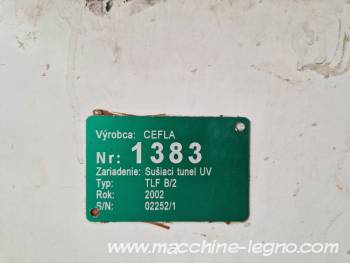 Výrobca: CEFLA
Nr: 1383
Zariadenie: Sušiaci tunel UV
Typ: TLF B/2
Rok: 2002
S/N: 02252/1
www.macchine-legno.com